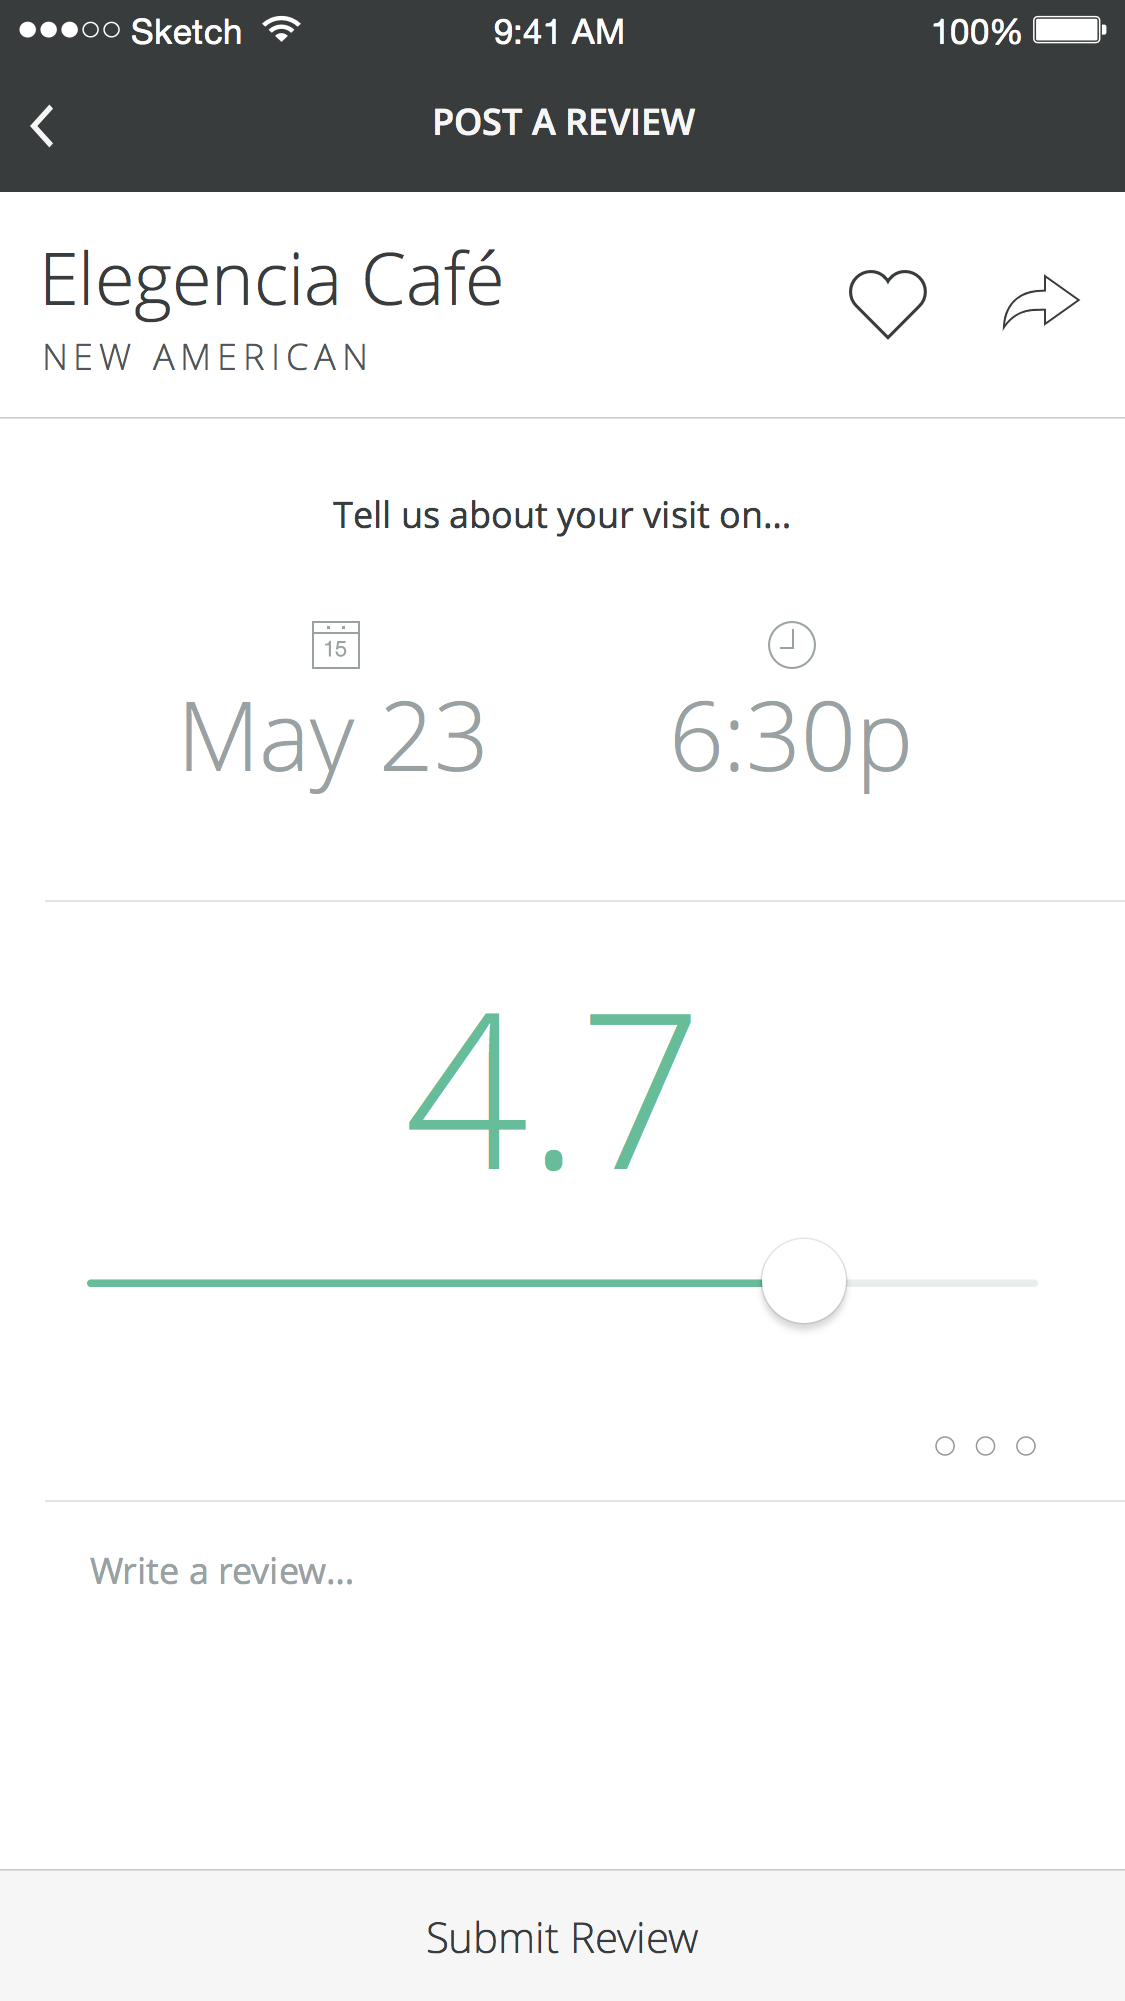 Sketch 9:41 AM 100%
POST A REVIEW
Elegencia Café
NEW AMERICAN
Tell us about your visit on...
15
May 23 6:30p
4.7
Write a review...
Submit Review